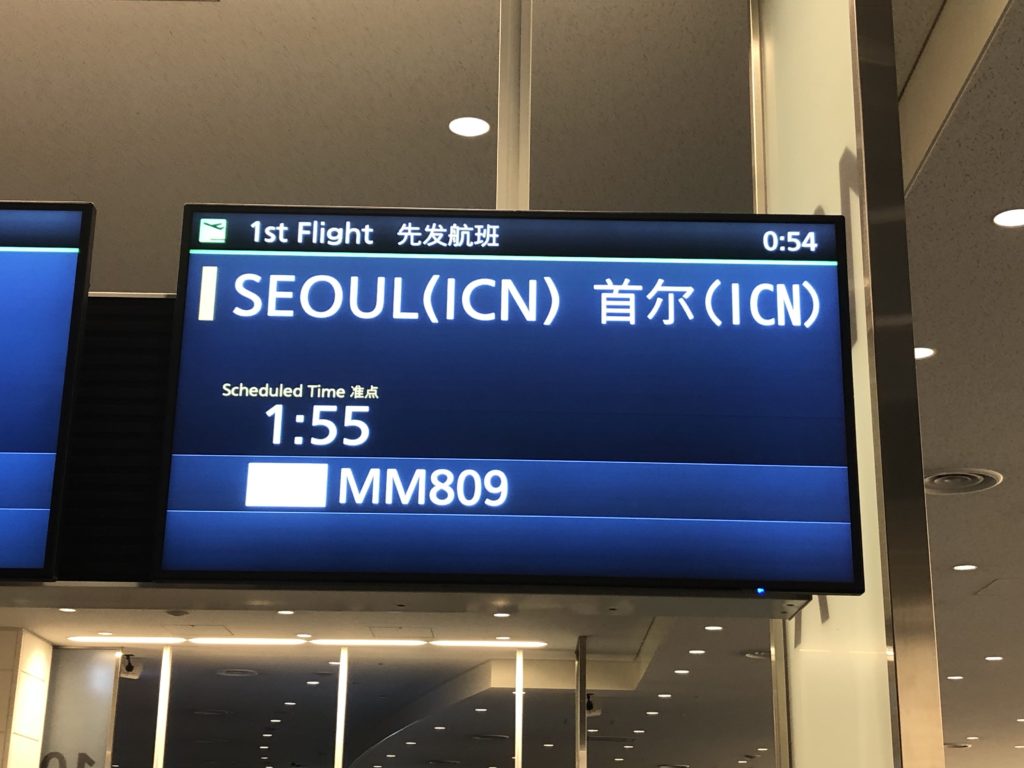 1st Flight 先发航班 0:54
SEOUL(ICN) 首尔(ICN)
Scheduled Time 准点
1:55
MM809